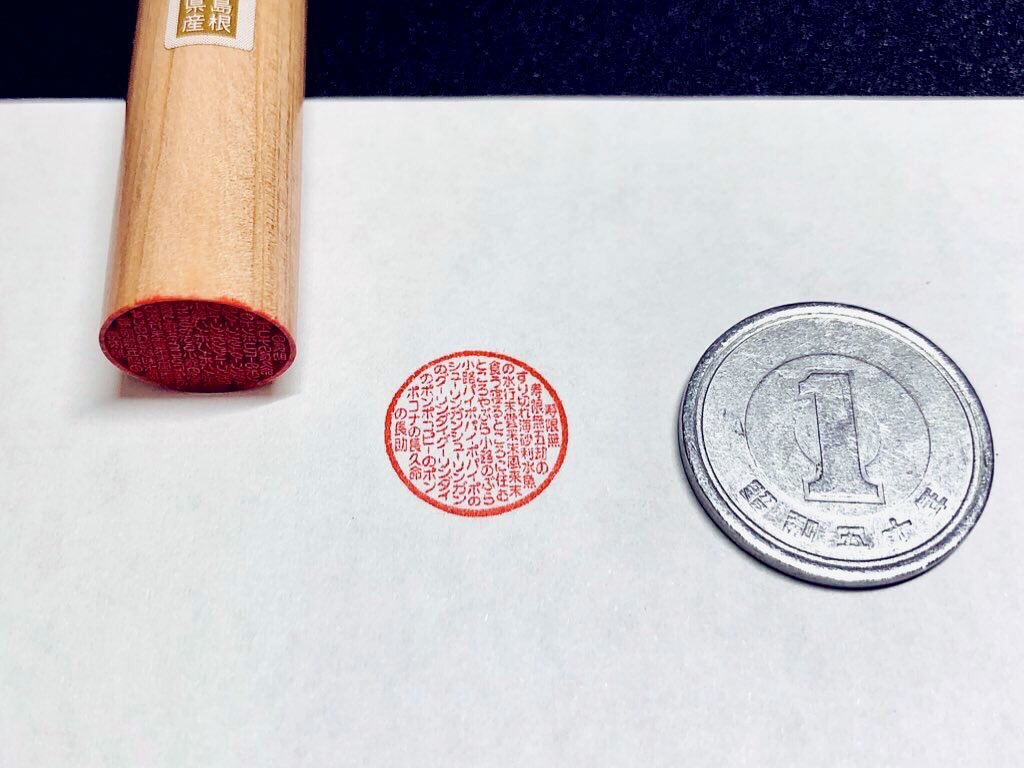 島根
県産
寿限無
寿限無五劫の
すりきれ海砂利水魚
の水行末雲来末風来末
食う寝るところに住む
ところやぶら小路のぶら
小路パイポパイポパイポの
シューリンガンシューリンガン
のグーリンダイグーリンダイ
のポンポコピーのポン
ポコナの長久命
の長助
1
昭和五十年